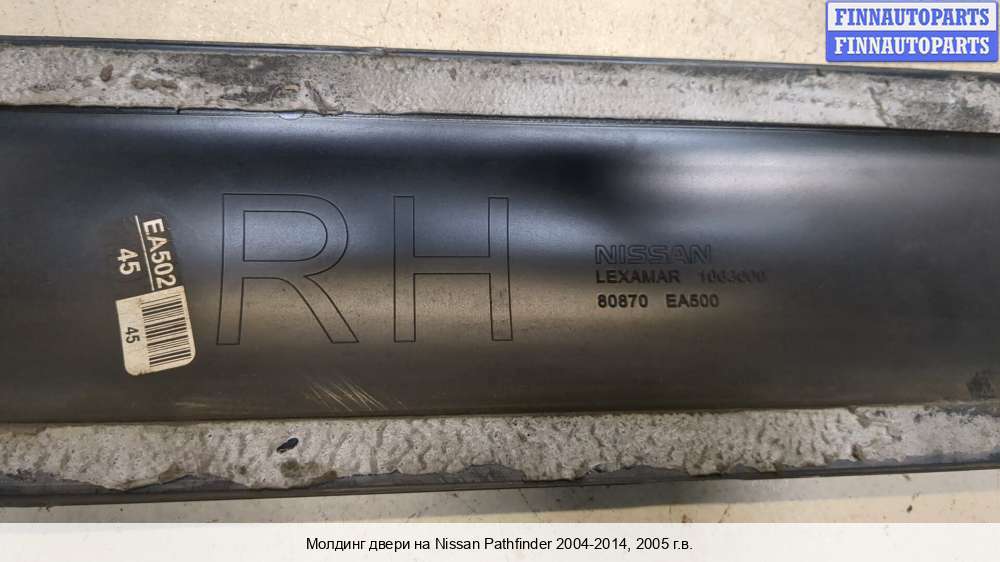 FINNAUTOPARTS
FINNAUTOPARTS
EA502
45
45
RH
NISSAN
LEXAMAR
80870 EA500
Молдинг двери на Nissan Pathfinder 2004-2014, 2005 г.в.